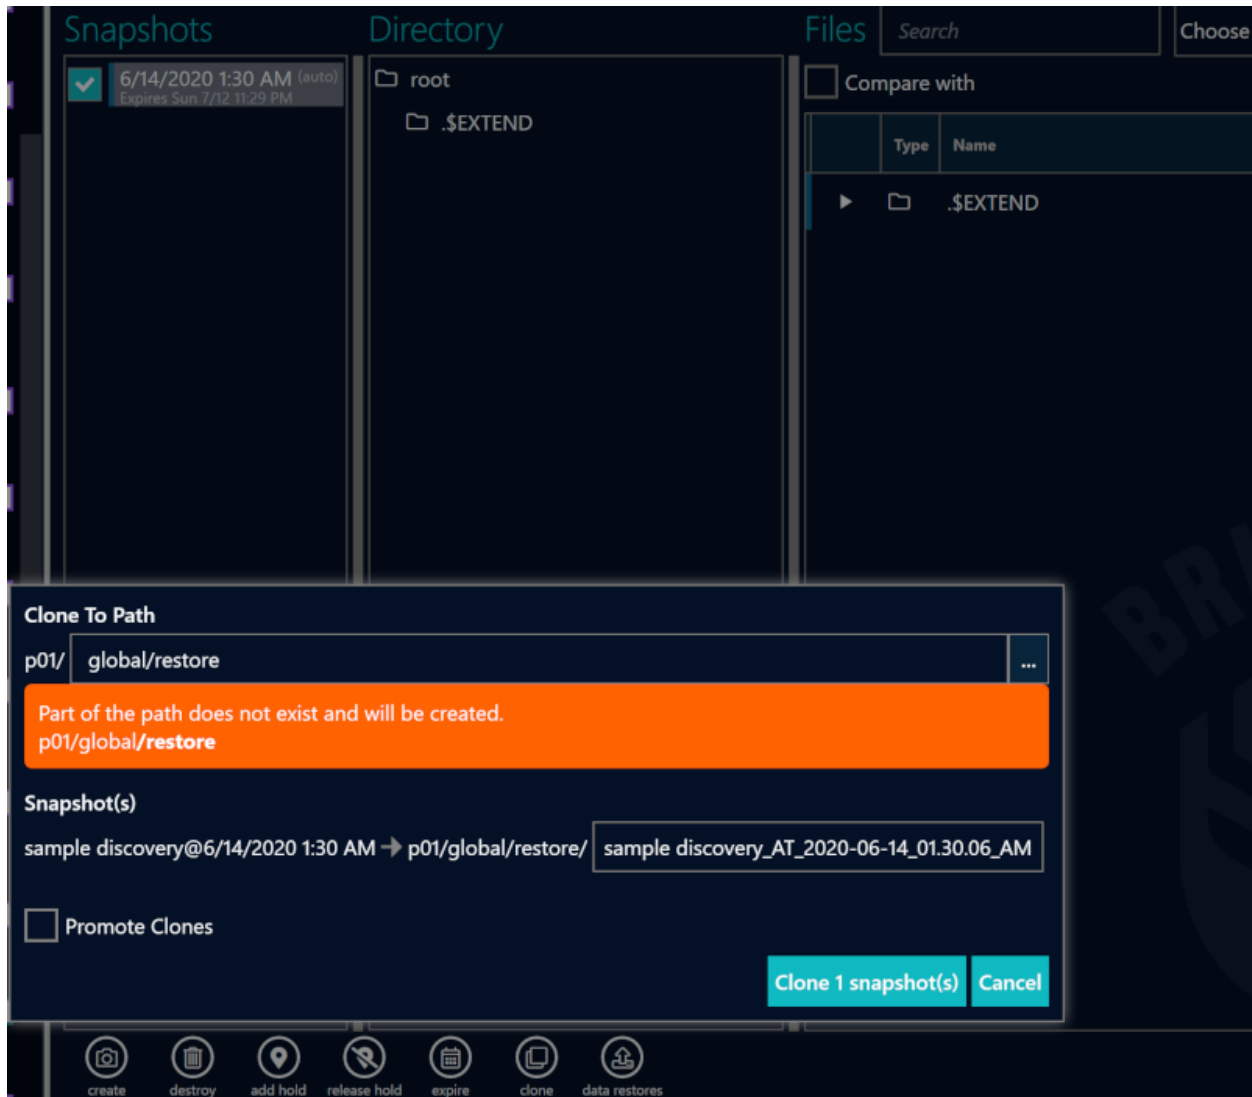 Snapshots
Directory
Files
Search
Choose
6/14/2020 1:30 AM (auto)
Expires Sun 7/12 11:29 PM
root
.$EXTEND
Compare with
Type
Name
.$EXTEND
Clone To Path
p01/
global/restore
...
Part of the path does not exist and will be created.
p01/global/restore
Snapshot(s)
sample discovery@6/14/2020 1:30 AM → p01/global/restore/ sample discovery_AT_2020-06-14_01.30.06_AM
Promote Clones
Clone 1 snapshot(s)
Cancel
create
destroy
add hold
release hold
expire
clone
data restores